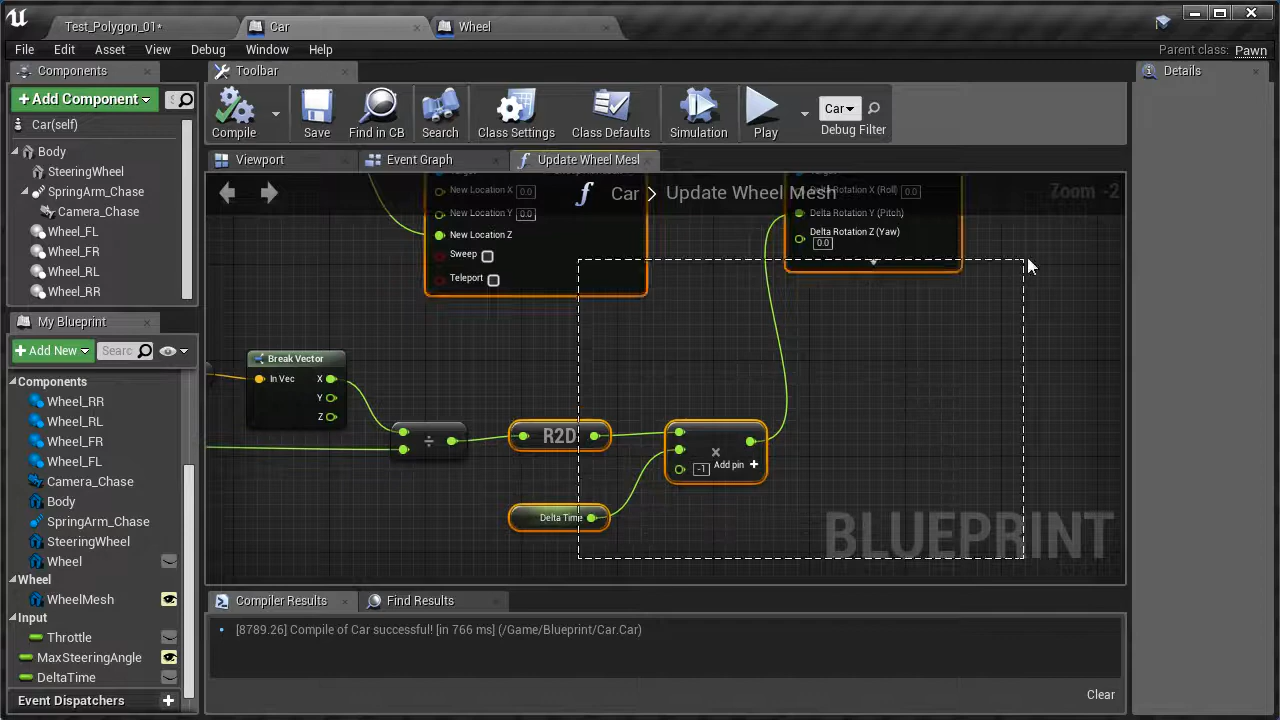 Test_Polygon_01*
Car
Wheel
File Edit Asset View Debug Window Help
Parent class: Pawn
Components
Toolbar
Details
+Add Component
Car(self)
Body
SteeringWheel
SpringArm_Chase
Camera_Chase
Wheel_FL
Wheel_FR
Wheel_RL
Wheel_RR
Compile
Save
Find in CB
Search
Class Settings
Class Defaults
Simulation
Play
Car
Debug Filter
Viewport
Event Graph
Update Wheel Mesl
Car > Update Wheel Mesh
Zoom -2
New Location X 0.0
New Location Y 0.0
New Location Z
Sweep
Teleport
Delta Rotation X (Roll) 0.0
Delta Rotation Y (Pitch)
Delta Rotation Z (Yaw)
0.0
Break Vector
In Vec X
Y
Z
÷
R2D
×
-1 Add pin +
Delta Time
BLUEPRINT
My Blueprint
+Add New
Searc
Components
Wheel_RR
Wheel_RL
Wheel_FR
Wheel_FL
Camera_Chase
Body
SpringArm_Chase
SteeringWheel
Wheel
Wheel
WheelMesh
Input
Throttle
MaxSteeringAngle
DeltaTime
Event Dispatchers +
Compiler Results
Find Results
[8789.26] Compile of Car successful! [in 766 ms] (/Game/Blueprint/Car.Car)
Clear